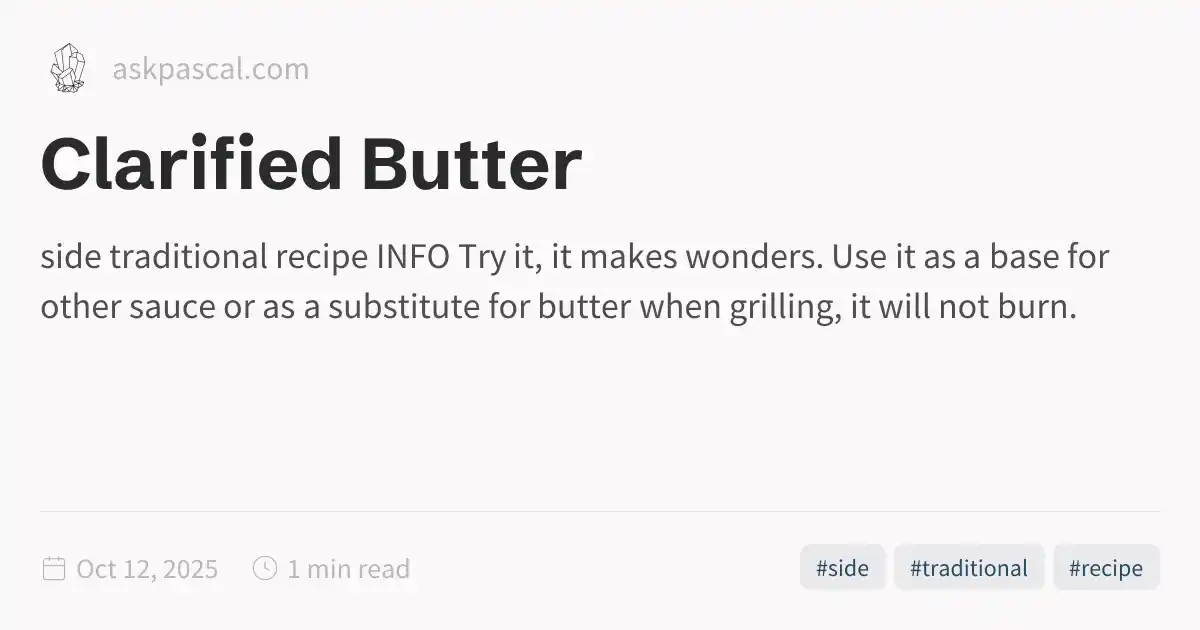 askpascal.com
Clarified Butter
side traditional recipe INFO Try it, it makes wonders. Use it as a base for
other sauce or as a substitute for butter when grilling, it will not burn.
Oct 12, 2025 1 min read #side #traditional #recipe